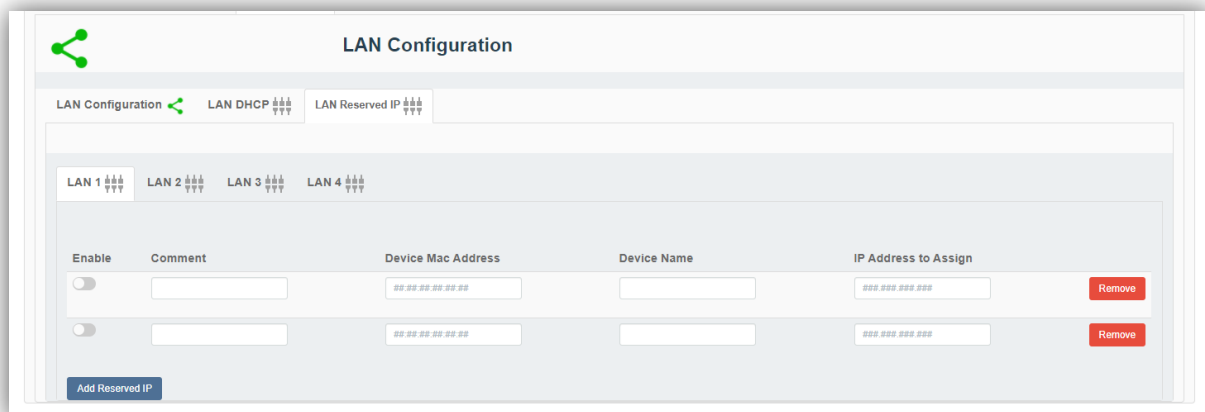 LAN Configuration
LAN Configuration LAN DHCP LAN Reserved IP
LAN 1 LAN 2 LAN 3 LAN 4
Enable Comment Device Mac Address Device Name IP Address to Assign
##:##:##:##:##:## ###.###.###.### Remove
##:##:##:##:##:## ###.###.###.### Remove
Add Reserved IP